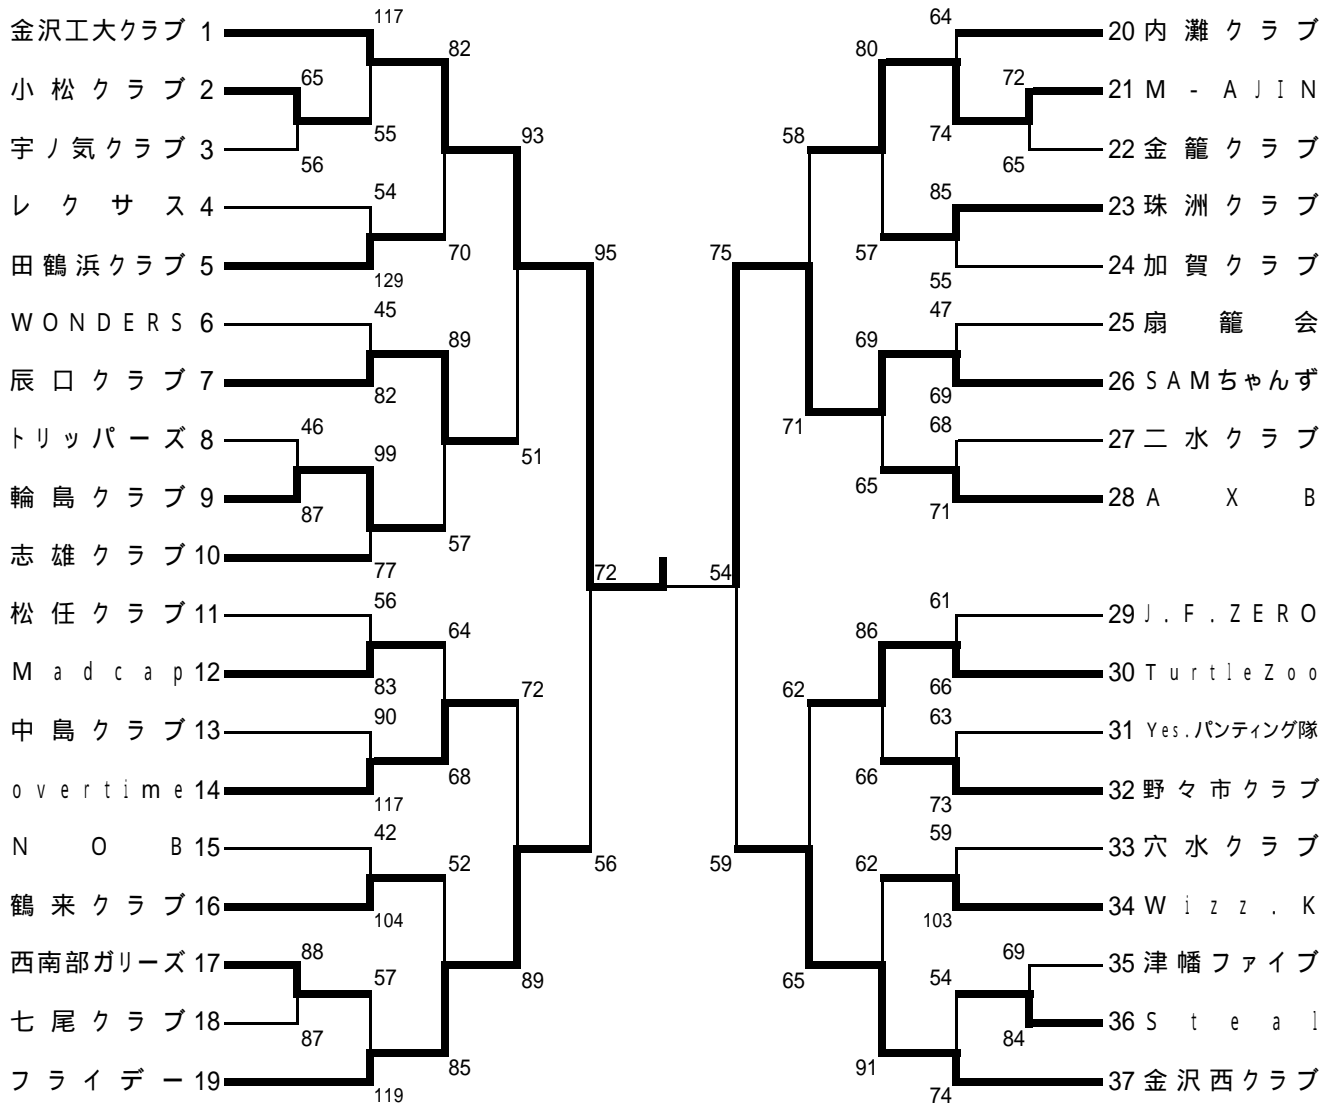 金沢工大クラブ 1
小松クラブ 2
宇ノ気クラブ 3
レクサス 4
田鶴浜クラブ 5
WONDERS 6
辰口クラブ 7
トリッパーズ 8
輪島クラブ 9
志雄クラブ 10
松任クラブ 11
Madcap 12
中島クラブ 13
overtime 14
NOB 15
鶴来クラブ 16
西南部ガリーズ 17
七尾クラブ 18
フライデー 19
117
65
55
56
54
129
45
82
46
99
87
77
56
83
90
117
42
104
88
57
87
119
82
70
89
57
64
68
52
85
93
51
72
89
95
56
72
54
75
59
58
71
62
65
80
57
69
65
86
66
62
91
64
72
74
65
85
55
47
69
68
71
61
66
63
73
59
103
69
54
84
74
20 内灘クラブ
21 M-AJIN
22 金籠クラブ
23 珠洲クラブ
24 加賀クラブ
25 扇籠会
26 SAMちゃんず
27 二水クラブ
28 AXB
29 J.F.ZERO
30 TurtleZoo
31 Yes.パンティング隊
32 野々市クラブ
33 穴水クラブ
34 Wizz.K
35 津幡ファイブ
36 Steal
37 金沢西クラブ